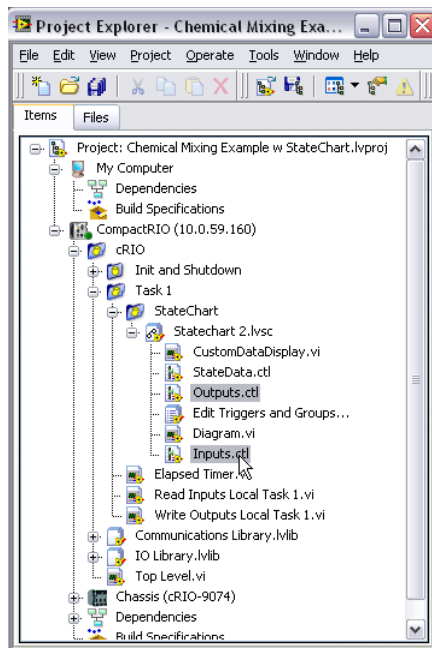 Project Explorer - Chemical Mixing Exa...
File Edit View Project Operate Tools Window Help
Items Files
Project: Chemical Mixing Example w StateChart.lvproj
My Computer
Dependencies
Build Specifications
CompactRIO (10.0.59.160)
cRIO
Init and Shutdown
Task 1
StateChart
Statechart 2.lvsc
CustomDataDisplay.vi
StateData.ctl
Outputs.ctl
Edit Triggers and Groups...
Diagram.vi
Inputs.ctl
Elapsed Timer.vi
Read Inputs Local Task 1.vi
Write Outputs Local Task 1.vi
Communications Library.lvlib
IO Library.lvlib
Top Level.vi
Chassis (cRIO-9074)
Dependencies
Build Specifications